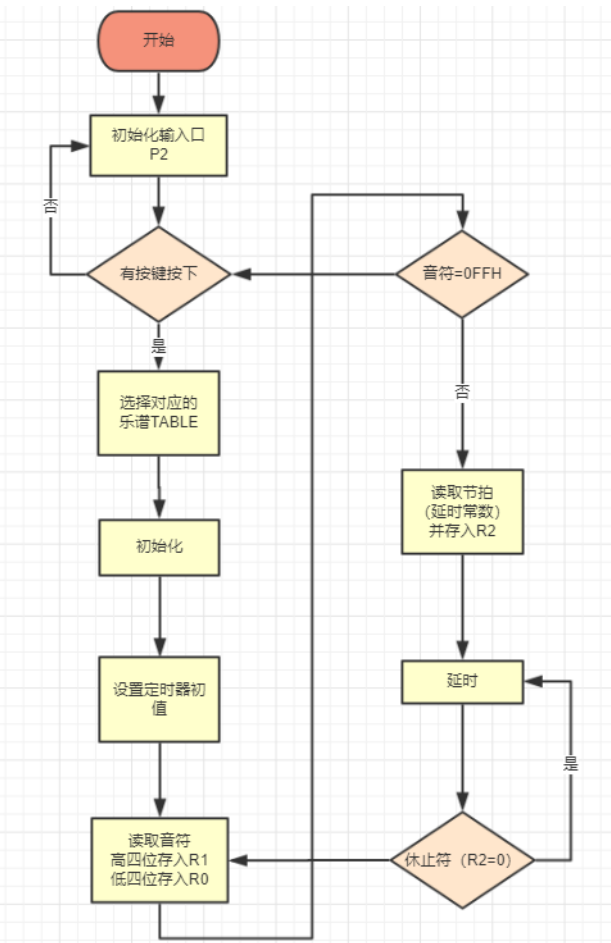 开始
初始化输入口
P2
否
有按键按下
是
选择对应的
乐谱TABLE
初始化
设置定时器初
值
读取音符
高四位存入R1
低四位存入R0
音符=0FFH
否
读取节拍
（延时常数）
并存入R2
延时
是
休止符（R2=0）